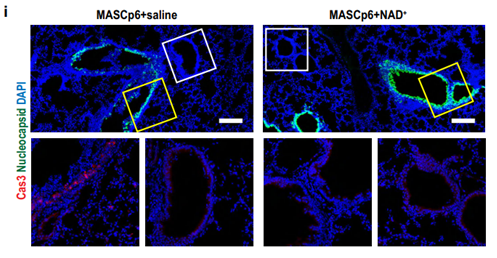 i
MASCp6+saline
MASCp6+NAD⁺
Cas3 Nucleocapsid DAPI